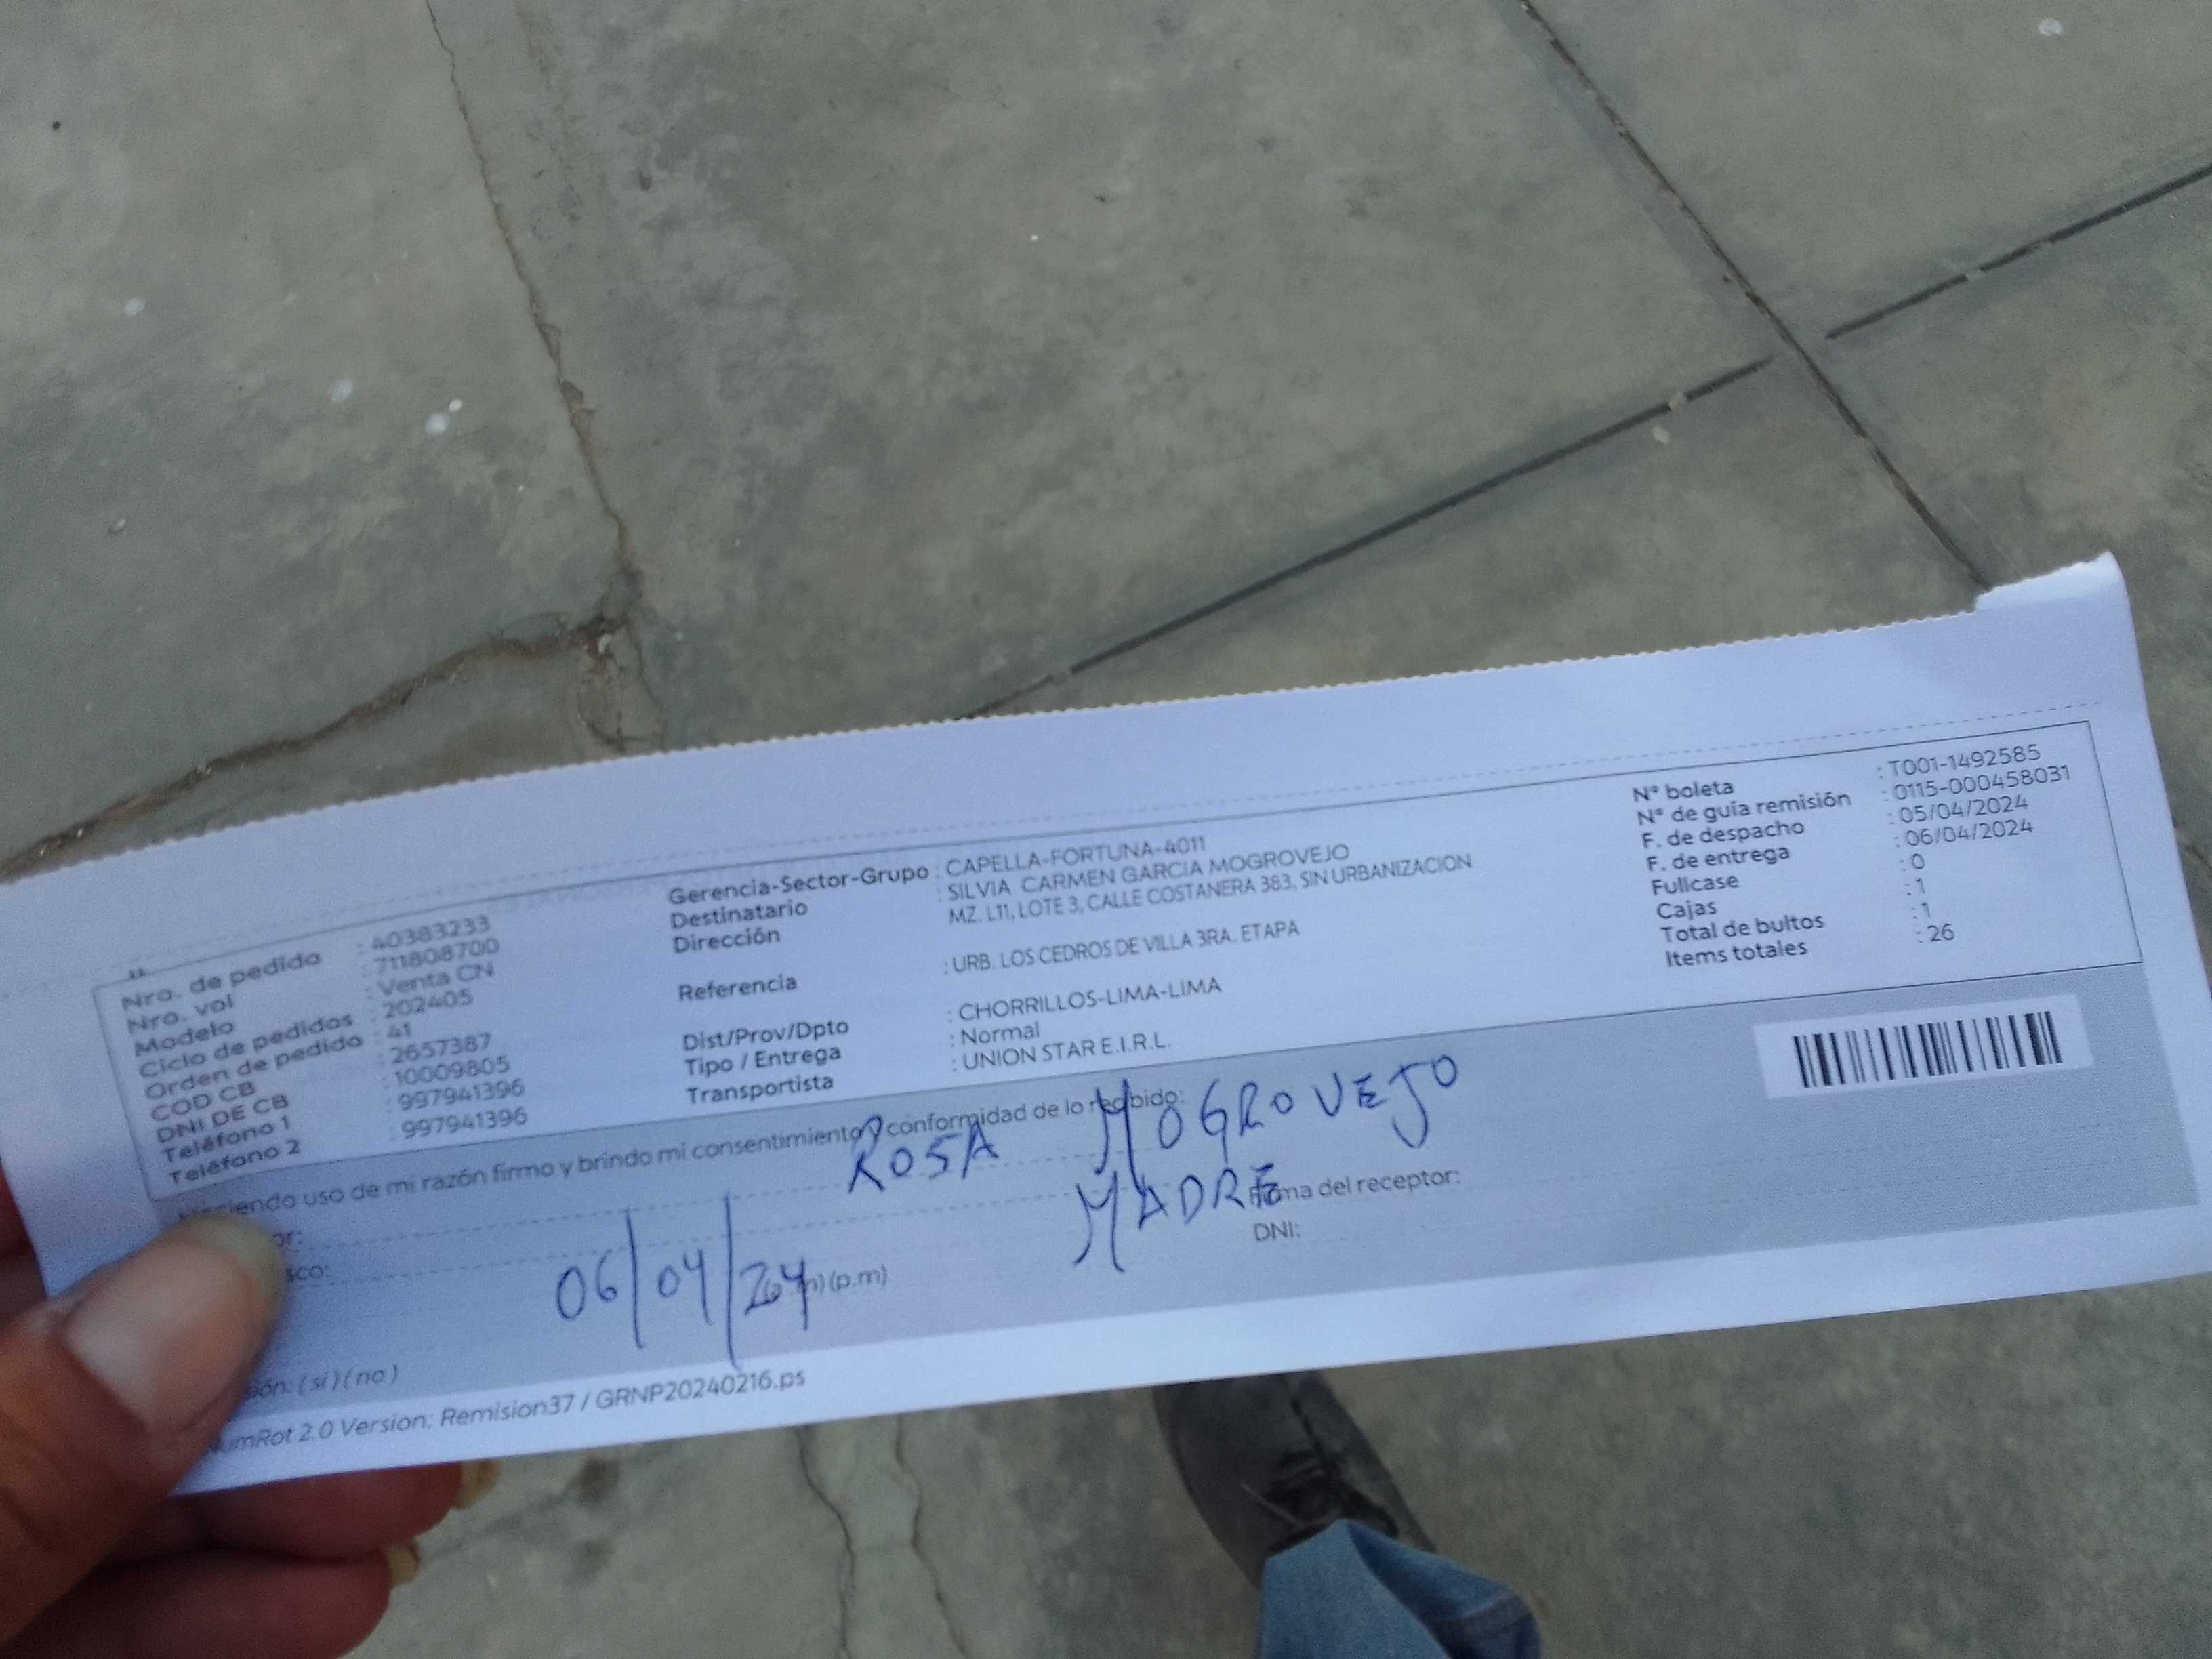 Nro. de pedido : 40383233
Nro. vol : 711808700
Modelo : Venta CN
Ciclo de pedidos : 202405
Orden de pedido : 41
COD CB : 2657387
DNI DE CB : 10009805
Teléfono 1 : 997941396
Teléfono 2 : 997941396
Gerencia-Sector-Grupo : CAPELLA-FORTUNA-4011
Destinatario : SILVIA CARMEN GARCIA MOGROVEJO
Dirección MZ. L11, LOTE 3, CALLE COSTANERA 383, SIN URBANIZACION
Referencia : URB. LOS CEDROS DE VILLA 3RA. ETAPA
Dist/Prov/Dpto : CHORRILLOS-LIMA-LIMA
Tipo / Entrega : Normal
Transportista : UNION STAR E.I.R.L.
N° boleta : T001-1492585
N° de guía remisión : 0115-000458031
F. de despacho : 05/04/2024
F. de entrega : 06/04/2024
Fullcase : 0
Cajas : 1
Total de bultos : 1
Items totales : 26
uso de mi razón firmo y brindo mi consentimiento y conformidad de lo recibido:
ROSA MOGROVEJO
MADRE
Firma del receptor:
DNI:
06/04/24
(p.m)
(si) (no)
2.0 Version: Remision37 / GRNP20240216.ps